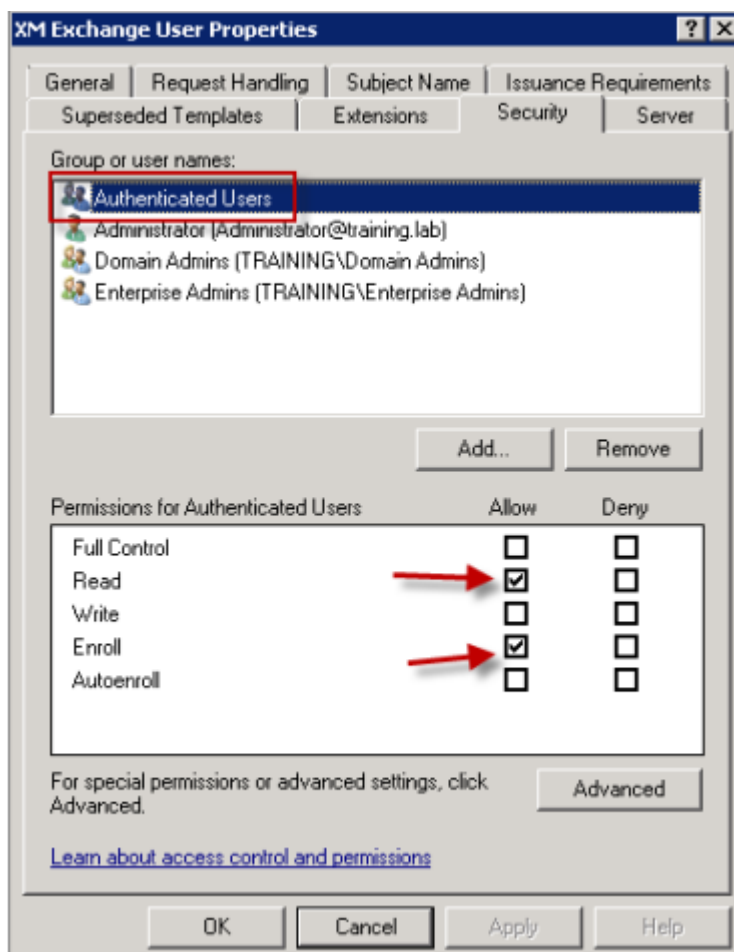 XM Exchange User Properties
General Request Handling Subject Name Issuance Requirements
Superseded Templates Extensions Security Server
Group or user names:
Authenticated Users
Administrator (Administrator@training.lab)
Domain Admins (TRAINING\Domain Admins)
Enterprise Admins (TRAINING\Enterprise Admins)
Add... Remove
Permissions for Authenticated Users Allow Deny
Full Control
Read
Write
Enroll
Autoenroll
For special permissions or advanced settings, click
Advanced.
Advanced
Learn about access control and permissions
OK Cancel Apply Help